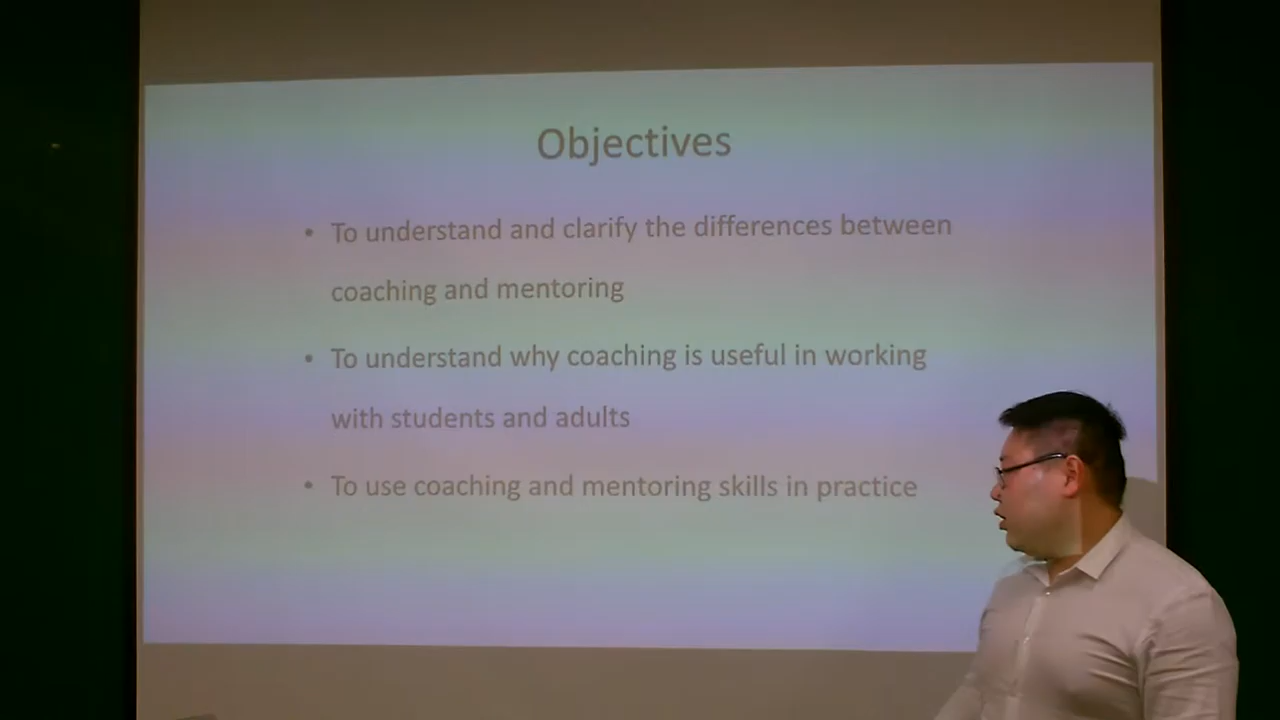 Objectives
• To understand and clarify the differences between
coaching and mentoring
• To understand why coaching is useful in working
with students and adults
• To use coaching and mentoring skills in practice